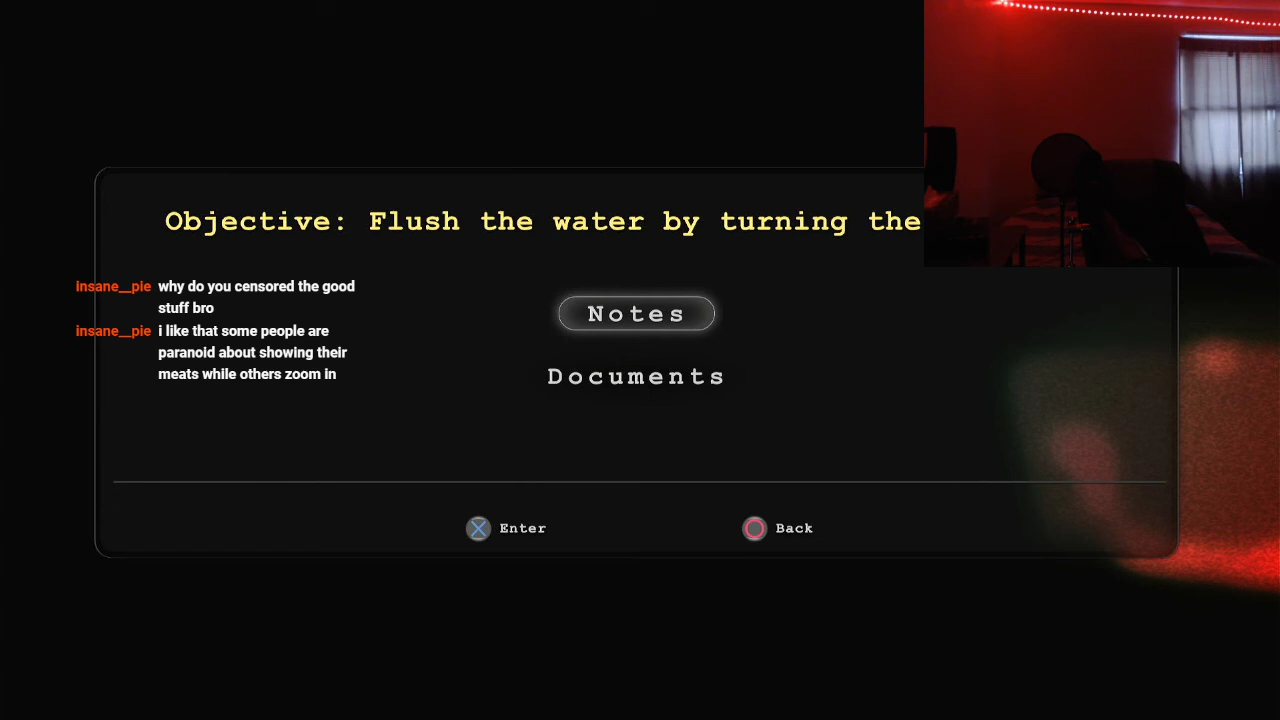 Objective: Flush the water by turning the
insane__pie why do you censored the good
stuff bro
insane__pie i like that some people are
paranoid about showing their
meats while others zoom in
Notes
Documents
Enter
Back